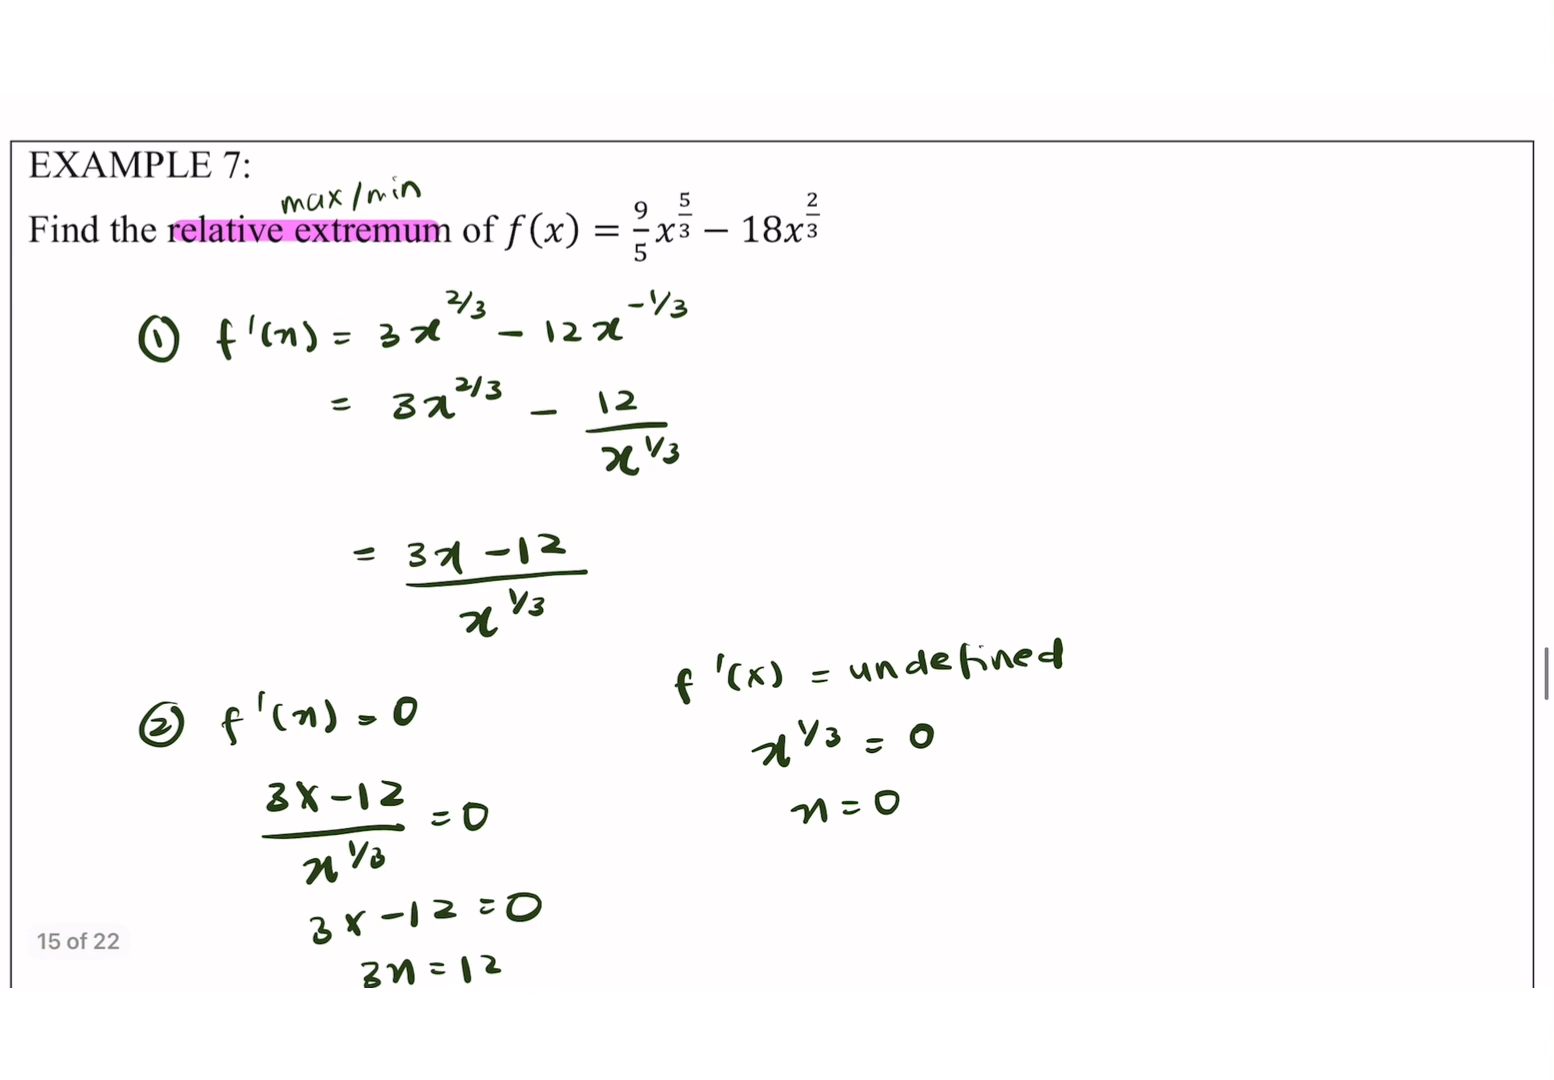 EXAMPLE 7:
max/min
Find the relative extremum of f(x) = 9/5 x^(5/3) − 18x^(2/3)
① f'(x) = 3x^(2/3) − 12x^(-1/3)
= 3x^(2/3) − 12/x^(1/3)
= (3x − 12)/x^(1/3)
② f'(x) = 0
(3x − 12)/x^(1/3) = 0
3x − 12 = 0
3x = 12
f'(x) = undefined
x^(1/3) = 0
x = 0
15 of 22